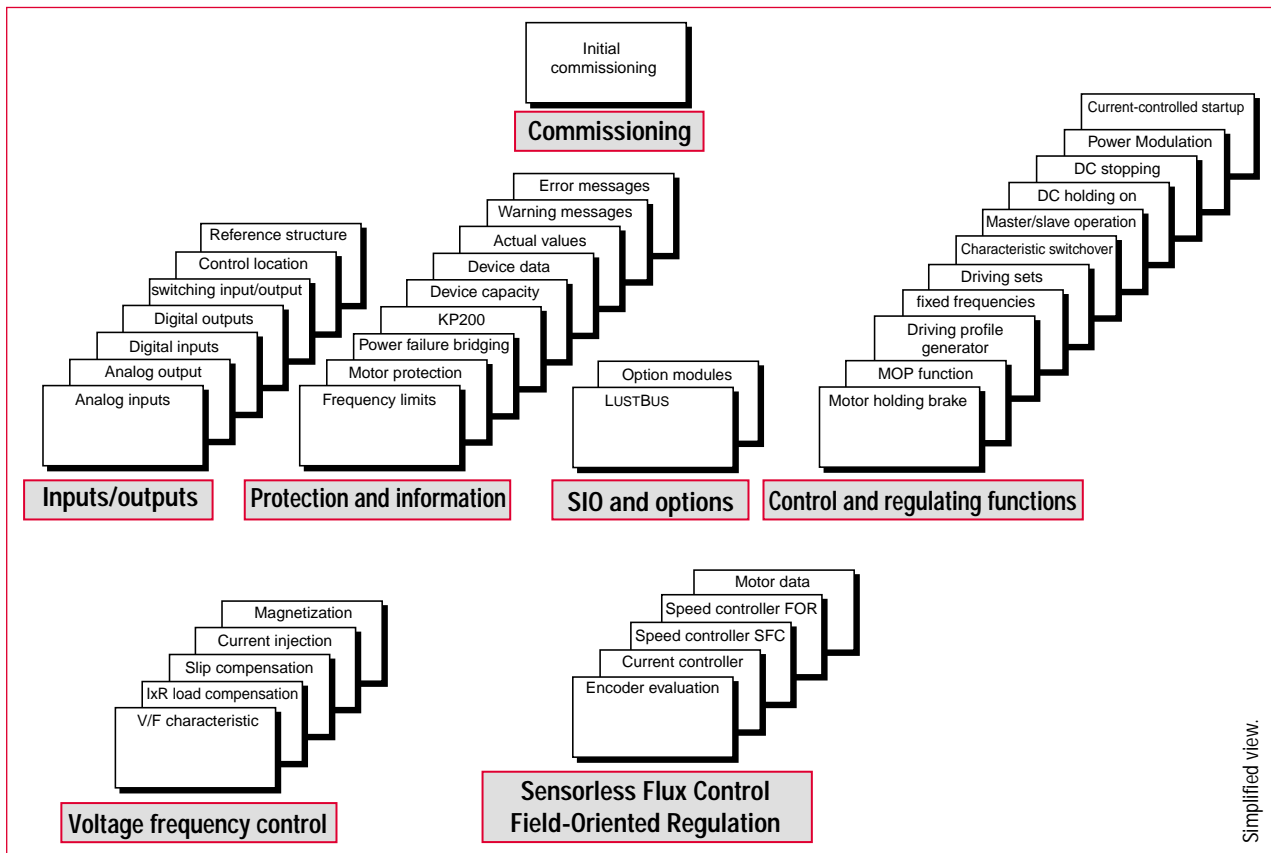 Initial
commissioning
Commissioning
Reference structure
Control location
switching input/output
Digital outputs
Digital inputs
Analog output
Analog inputs
Inputs/outputs
Error messages
Warning messages
Actual values
Device data
Device capacity
KP200
Power failure bridging
Motor protection
Frequency limits
Protection and information
Option modules
LUSTBUS
SIO and options
Current-controlled startup
Power Modulation
DC stopping
DC holding on
Master/slave operation
Characteristic switchover
Driving sets
fixed frequencies
Driving profile
generator
MOP function
Motor holding brake
Control and regulating functions
Magnetization
Current injection
Slip compensation
IxR load compensation
V/F characteristic
Voltage frequency control
Motor data
Speed controller FOR
Speed controller SFC
Current controller
Encoder evaluation
Sensorless Flux Control
Field-Oriented Regulation
Simplified view.